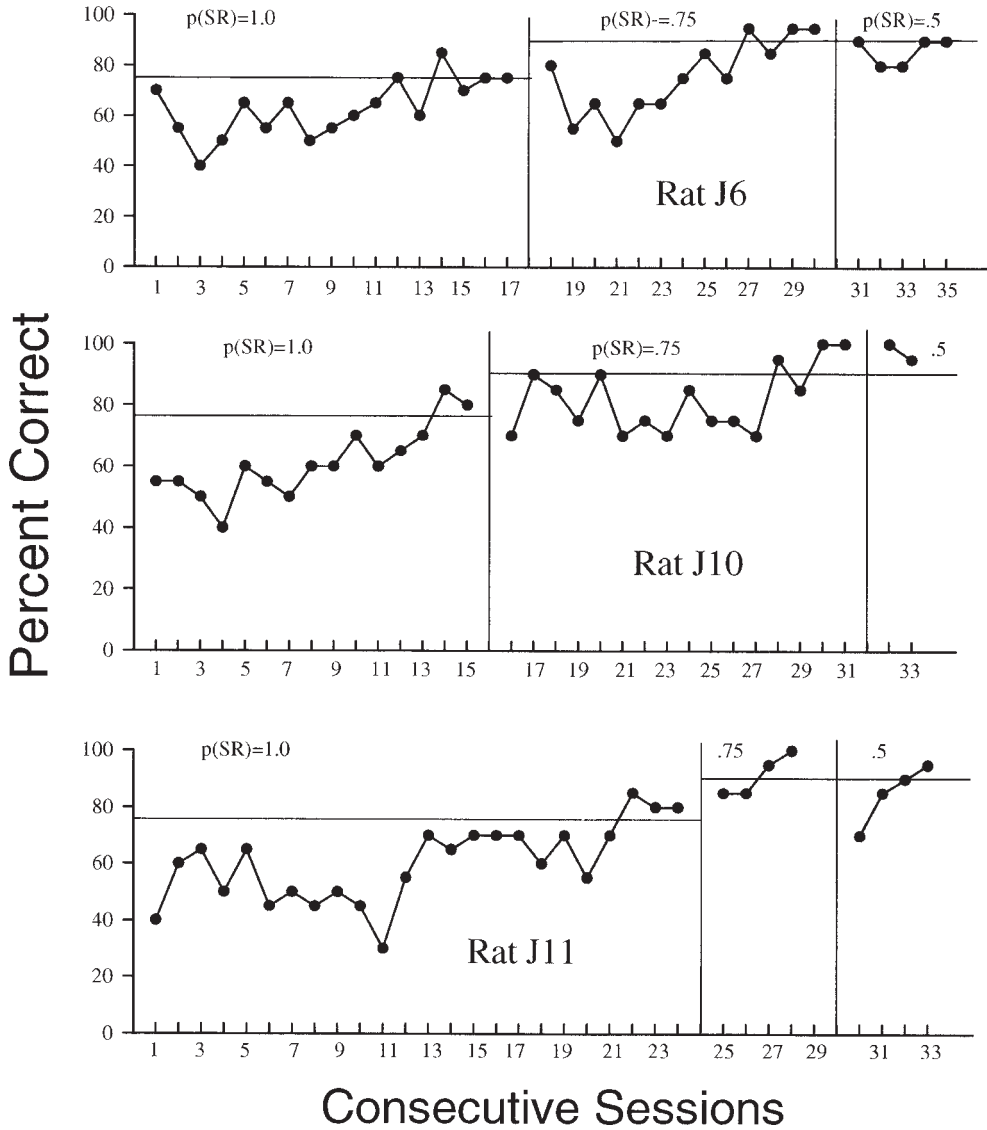 Percent Correct
p(SR)=1.0 p(SR)-=.75 p(SR)=.5
100
80
60
40
20
0
Rat J6
1 3 5 7 9 11 13 15 17 19 21 23 25 27 29 31 33 35
p(SR)=1.0 p(SR)=.75 .5
100
80
60
40
20
0
Rat J10
1 3 5 7 9 11 13 15 17 19 21 23 25 27 29 31 33
p(SR)=1.0 .75 .5
100
80
60
40
20
0
Rat J11
1 3 5 7 9 11 13 15 17 19 21 23 25 27 29 31 33
Consecutive Sessions